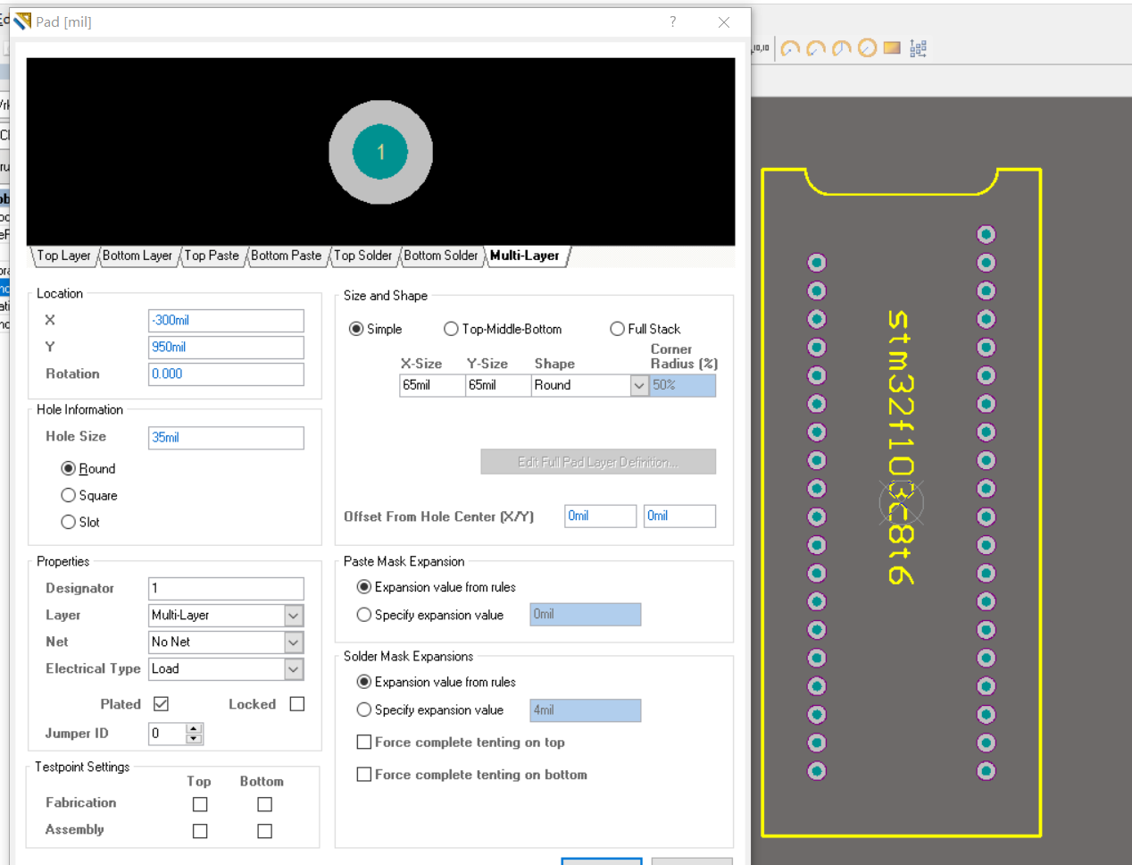 Pad [mil]
?
1
Top Layer Bottom Layer Top Paste Bottom Paste Top Solder Bottom Solder Multi-Layer
Location
X -300mil
Y 950mil
Rotation 0.000
Hole Information
Hole Size 35mil
Round
Square
Slot
Properties
Designator 1
Layer Multi-Layer
Net No Net
Electrical Type Load
Plated Locked
Jumper ID 0
Testpoint Settings
Top Bottom
Fabrication
Assembly
Size and Shape
Simple Top-Middle-Bottom Full Stack
Corner
X-Size Y-Size Shape Radius (%)
65mil 65mil Round 50%
Edit Full Pad Layer Definition...
Offset From Hole Center (X/Y) 0mil 0mil
Paste Mask Expansion
Expansion value from rules
Specify expansion value 0mil
Solder Mask Expansions
Expansion value from rules
Specify expansion value 4mil
Force complete tenting on top
Force complete tenting on bottom
stm32f103c8t6